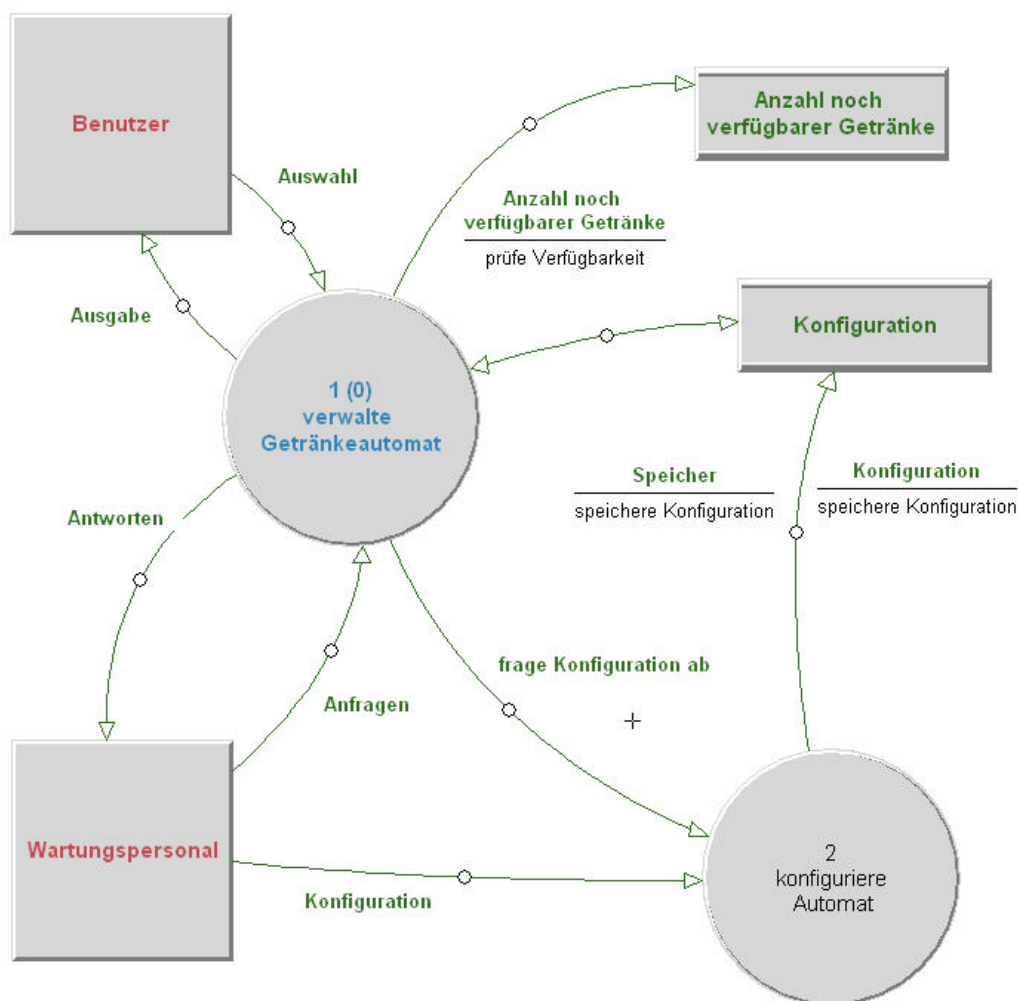 Benutzer
Anzahl noch
verfügbarer Getränke
Auswahl
Anzahl noch
verfügbarer Getränke
prüfe Verfügbarkeit
Ausgabe
Konfiguration
1 (0)
verwalte
Getränkeautomat
Speicher
speichere Konfiguration
Konfiguration
speichere Konfiguration
Antworten
frage Konfiguration ab
Anfragen
Wartungspersonal
Konfiguration
2
konfiguriere
Automat